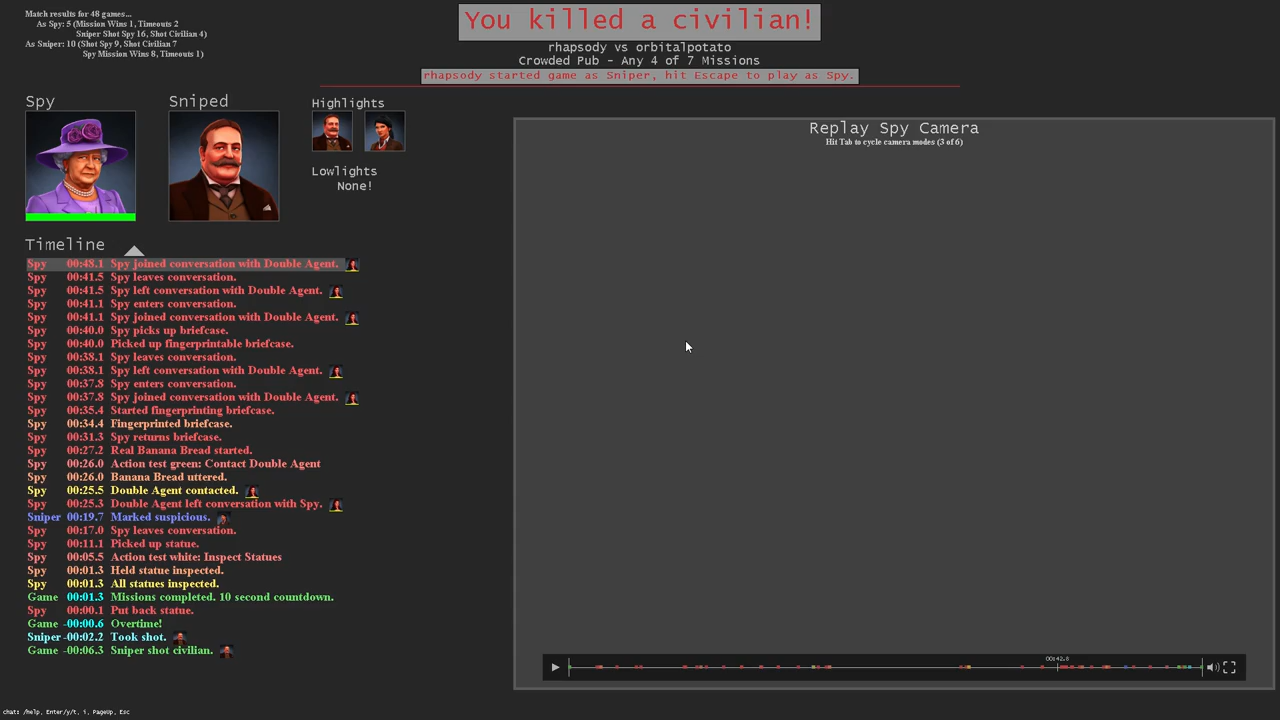 Match results for 48 games...
As Spy: 5 (Mission Wins 1, Timeouts 2
Sniper Shot Spy 16, Shot Civilian 4)
As Sniper: 10 (Shot Spy 9, Shot Civilian 7
Spy Mission Wins 8, Timeouts 1)
You killed a civilian!
rhapsody vs orbitalpotato
Crowded Pub - Any 4 of 7 Missions
rhapsody started game as Sniper, hit Escape to play as Spy.
Spy
Sniped
Highlights
Lowlights
None!
Replay Spy Camera
Hit Tab to cycle camera modes (3 of 6)
Timeline
Spy 00:48.1 Spy joined conversation with Double Agent.
Spy 00:41.5 Spy leaves conversation.
Spy 00:41.5 Spy left conversation with Double Agent.
Spy 00:41.1 Spy enters conversation.
Spy 00:41.1 Spy joined conversation with Double Agent.
Spy 00:40.0 Spy picks up briefcase.
Spy 00:40.0 Picked up fingerprintable briefcase.
Spy 00:38.1 Spy leaves conversation.
Spy 00:38.1 Spy left conversation with Double Agent.
Spy 00:37.8 Spy enters conversation.
Spy 00:37.8 Spy joined conversation with Double Agent.
Spy 00:35.4 Started fingerprinting briefcase.
Spy 00:34.4 Fingerprinted briefcase.
Spy 00:31.3 Spy returns briefcase.
Spy 00:27.2 Real Banana Bread started.
Spy 00:26.0 Action test green: Contact Double Agent
Spy 00:26.0 Banana Bread uttered.
Spy 00:25.5 Double Agent contacted.
Spy 00:25.3 Double Agent left conversation with Spy.
Sniper 00:19.7 Marked suspicious.
Spy 00:17.0 Spy leaves conversation.
Spy 00:11.1 Picked up statue.
Spy 00:05.5 Action test white: Inspect Statues
Spy 00:01.3 Held statue inspected.
Spy 00:01.3 All statues inspected.
Game 00:01.3 Missions completed. 10 second countdown.
Spy 00:00.1 Put back statue.
Game -00:00.6 Overtime!
Sniper -00:02.2 Took shot.
Game -00:06.3 Sniper shot civilian.
00:42.8
chat: /help, Enter/y/t, i, PageUp, Esc